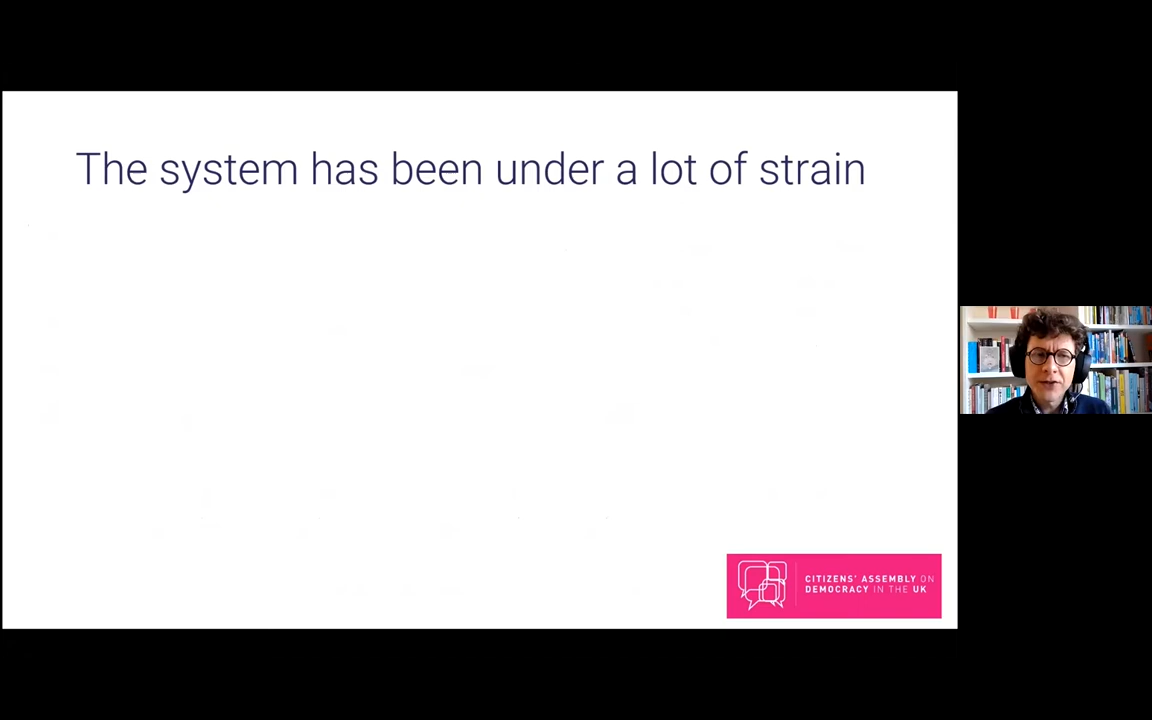 The system has been under a lot of strain
CITIZENS' ASSEMBLY ON
DEMOCRACY IN THE UK